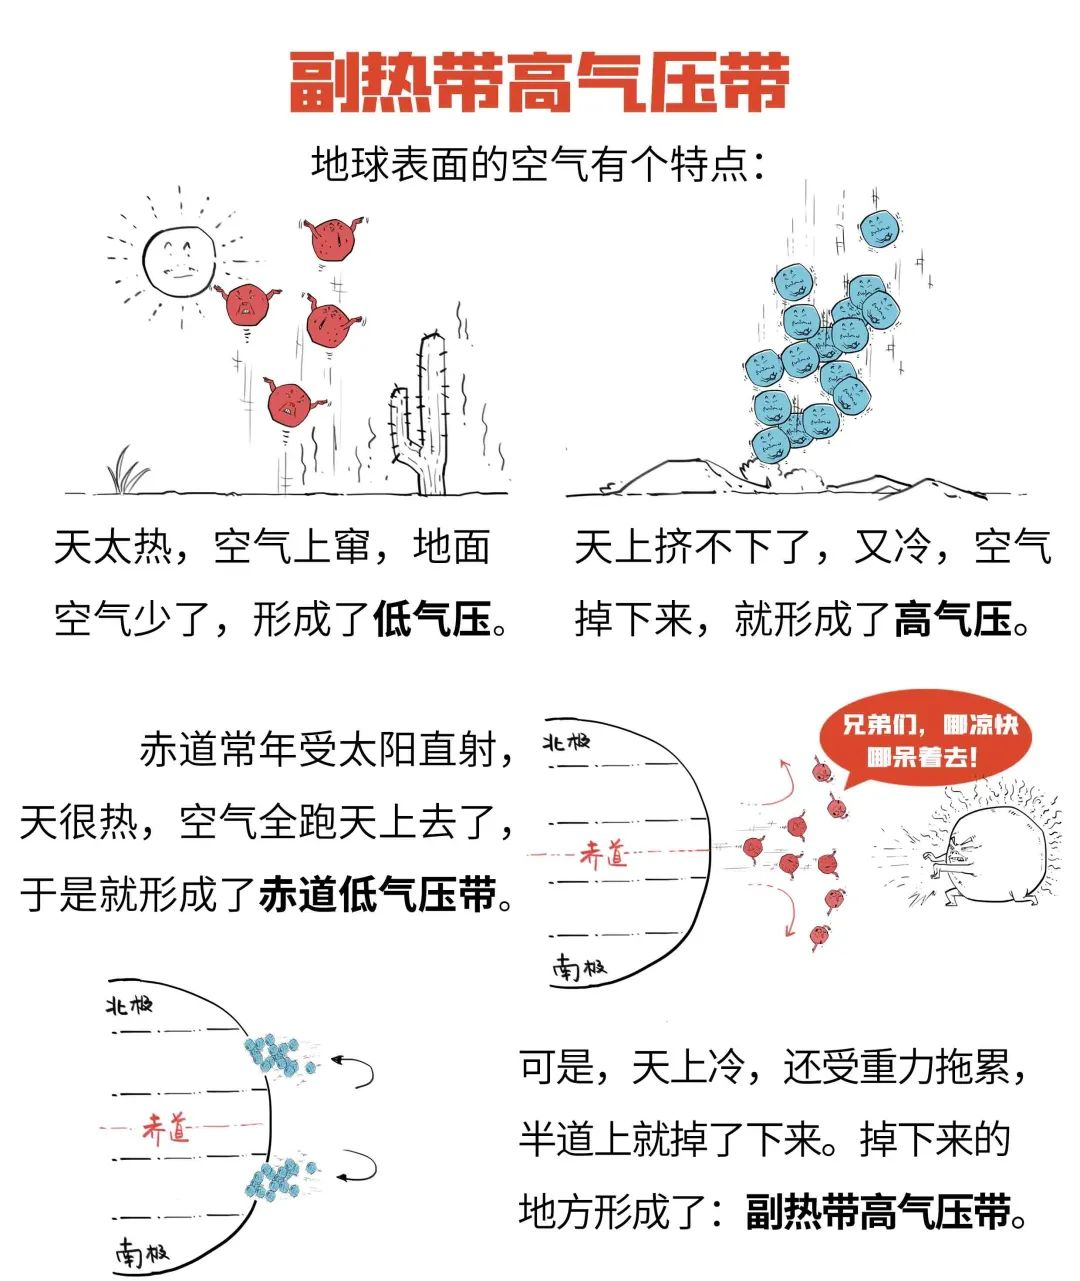 副热带高气压带
地球表面的空气有个特点：
天太热，空气上窜，地面
空气少了，形成了低气压。
天上挤不下了，又冷，空气
掉下来，就形成了高气压。
赤道常年受太阳直射，
天很热，空气全跑天上去了，
于是就形成了赤道低气压带。
兄弟们，哪凉快
哪呆着去！
北极
赤道
南极
北极
赤道
南极
可是，天上冷，还受重力拖累，
半道上就掉了下来。掉下来的
地方形成了：副热带高气压带。